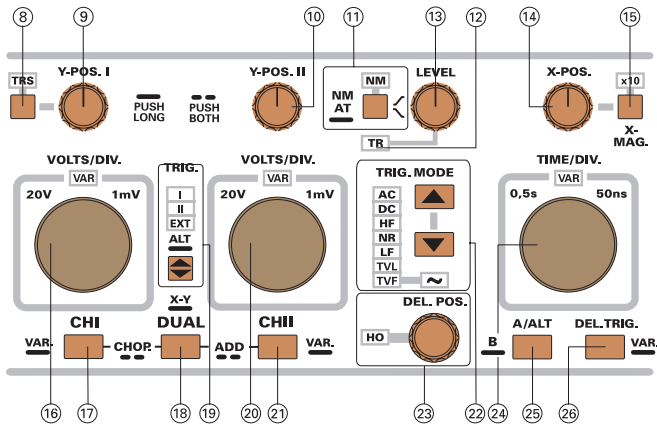 8 9 10 11 13 12 14 15
TRS Y-POS. I Y-POS. II NM LEVEL X-POS. x10
PUSH LONG
PUSH BOTH
NM AT
TR
X-MAG.
VOLTS/DIV. TRIG. VOLTS/DIV. TRIG. MODE TIME/DIV.
VAR VAR VAR
20V 1mV
I
II
EXT
ALT
20V 1mV
AC
DC
HF
NR
LF
TVL
TVF ~
0,5s 50ns
X-Y
DEL. POS.
HO
CHI DUAL CHII
VAR. CHOP. ADD VAR.
A/ALT DEL.TRIG.
B VAR.
16 17 18 19 20 21 23 22 24 25 26